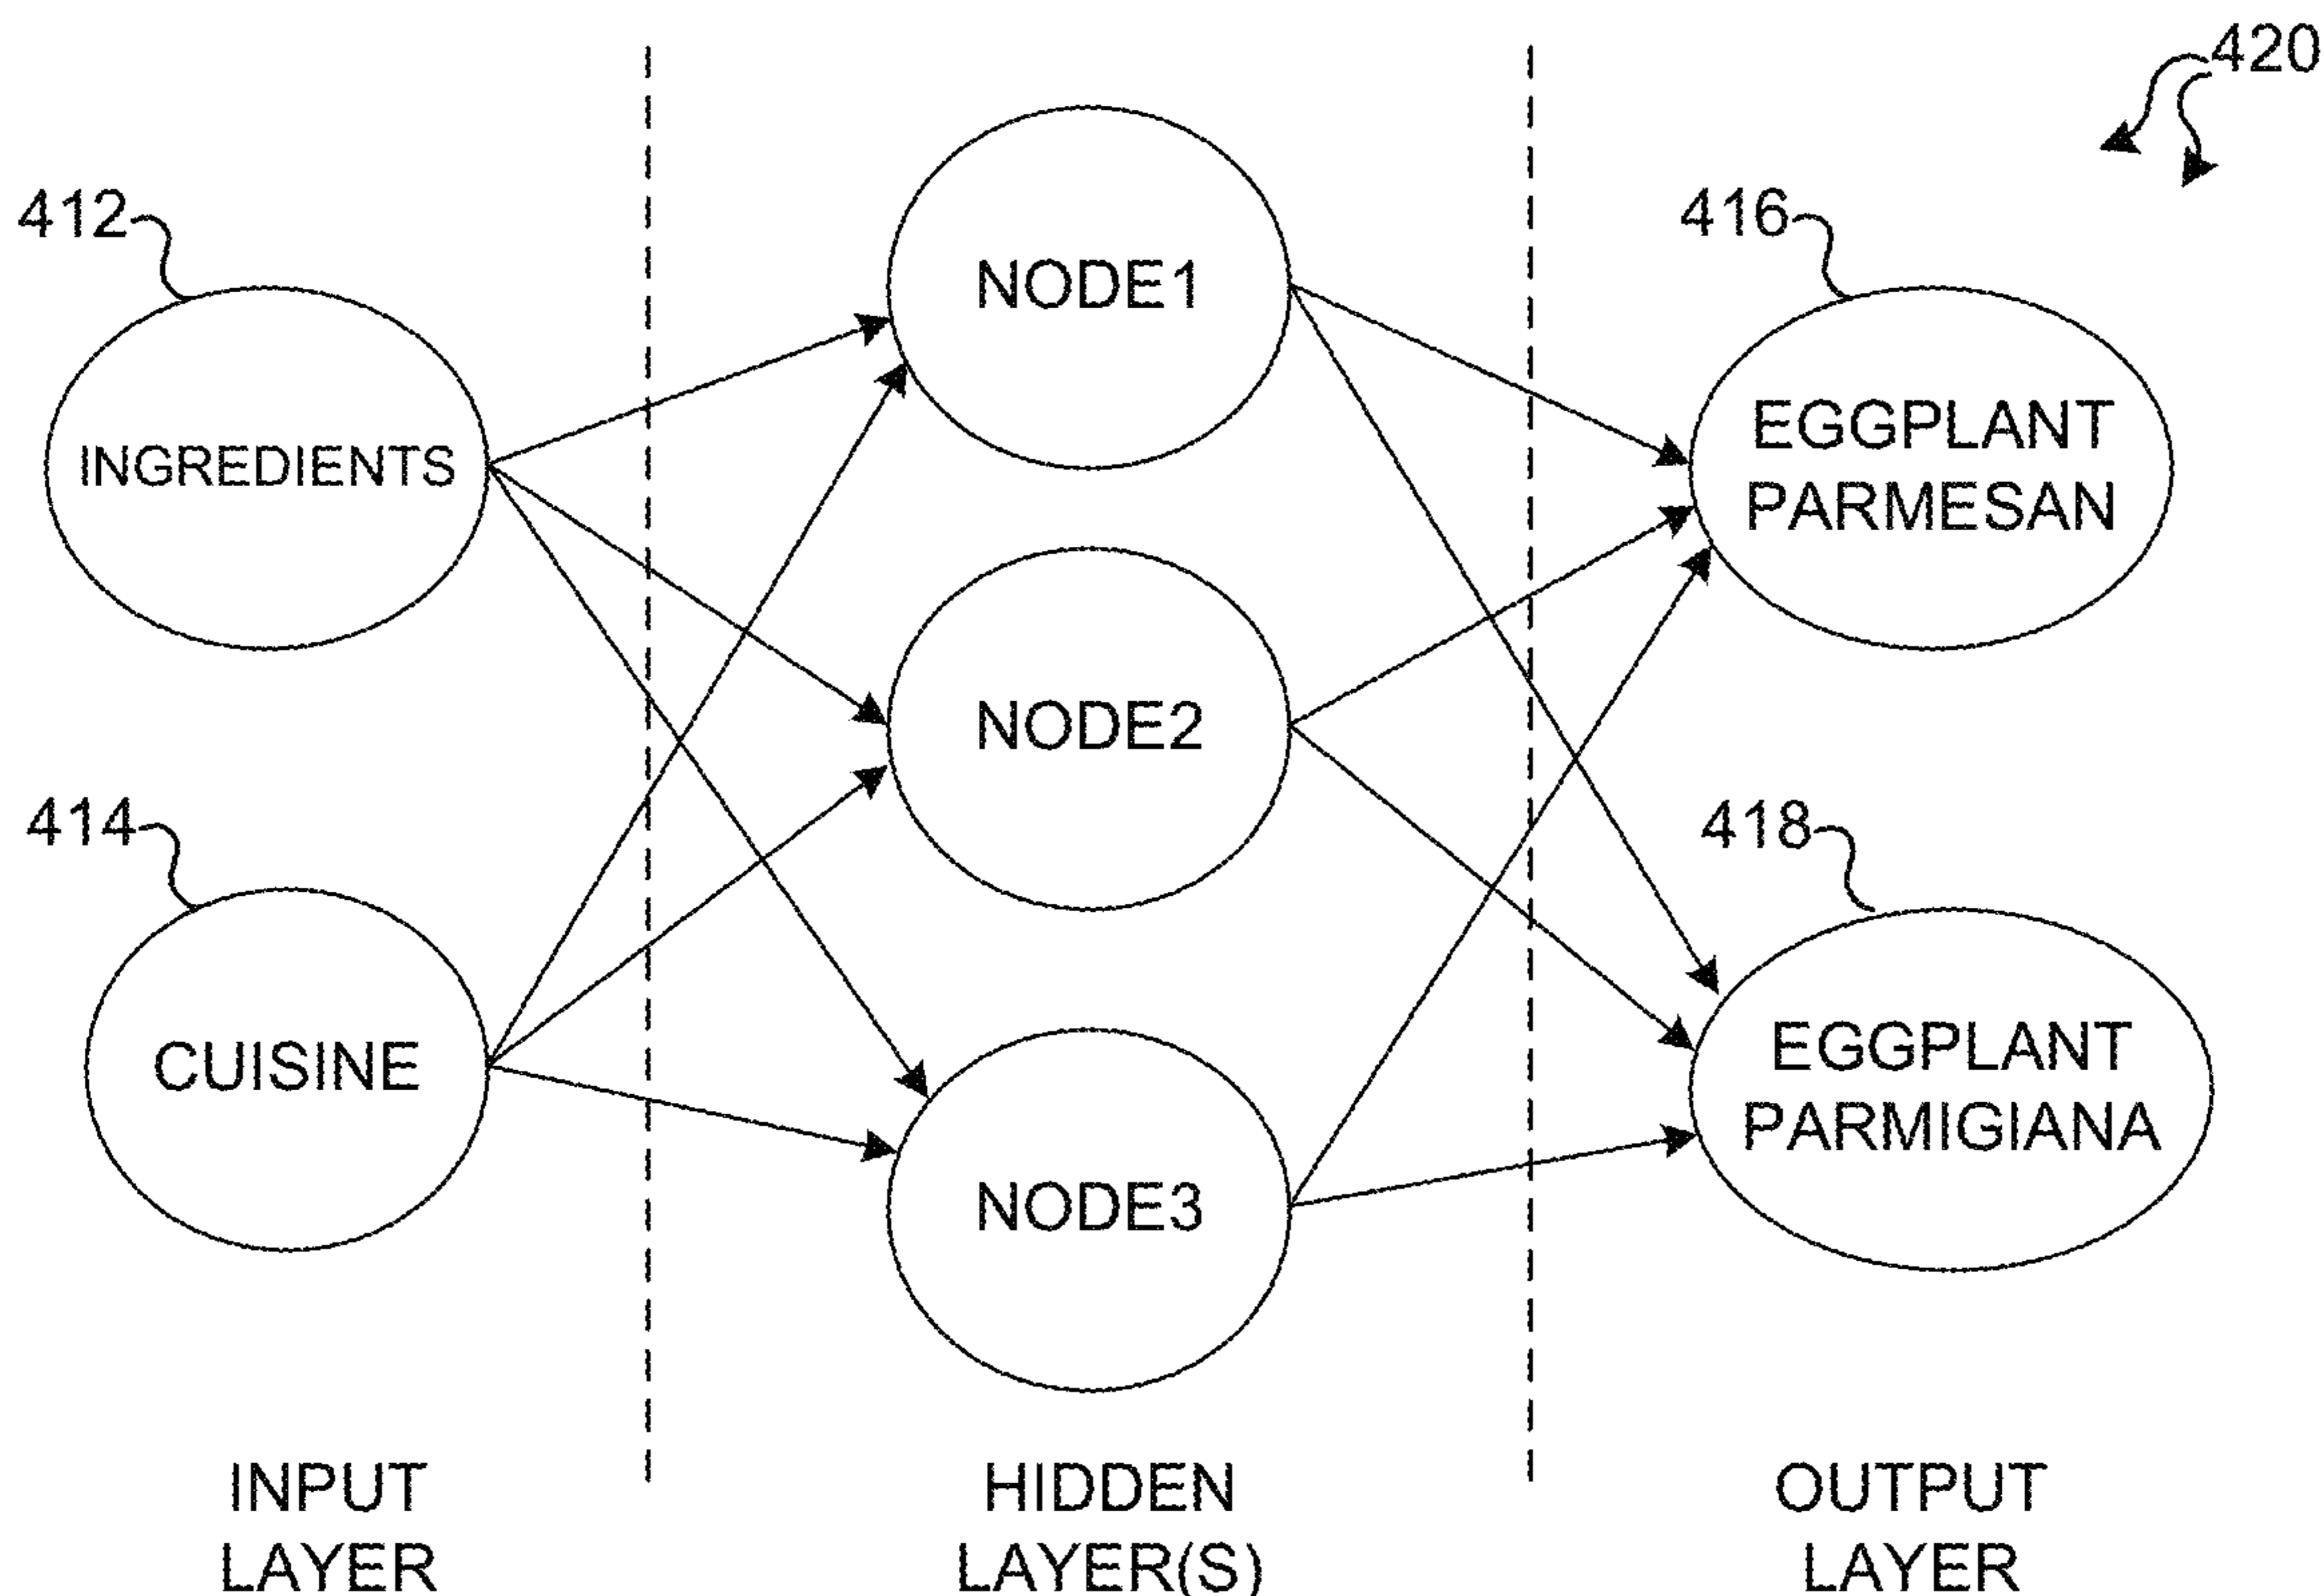 420
412
416
NODE1
INGREDIENTS
EGGPLANT
PARMESAN
NODE2
414
418
CUISINE
EGGPLANT
PARMIGIANA
NODE3
INPUT
LAYER
HIDDEN
LAYER(S)
OUTPUT
LAYER